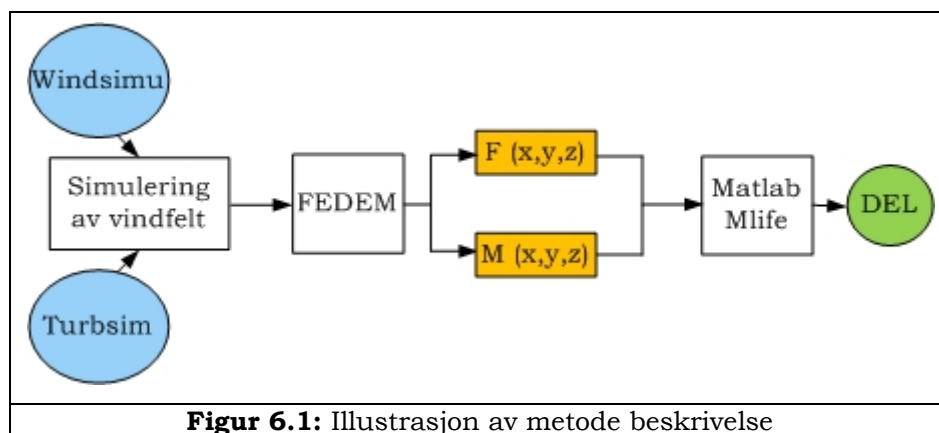 Windsimu
Simulering
av vindfelt
Turbsim
FEDEM
F (x,y,z)
M (x,y,z)
Matlab
Mlife
DEL
Figur 6.1: Illustrasjon av metode beskrivelse